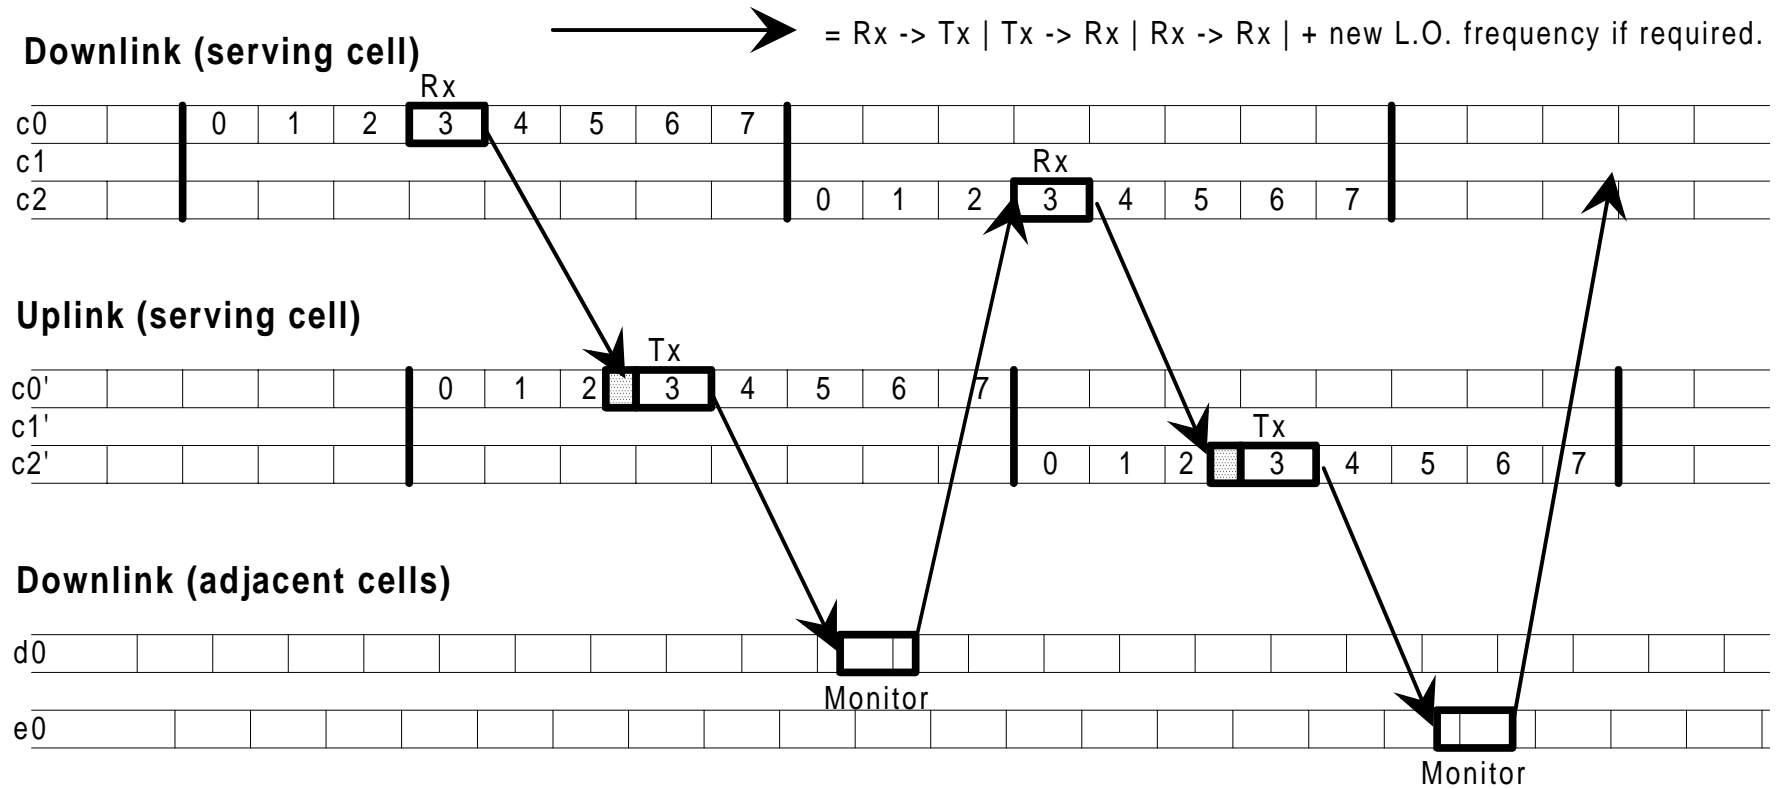 = Rx -> Tx | Tx -> Rx | Rx -> Rx | + new L.O. frequency if required.
Downlink (serving cell)
Rx
c0 0 1 2 3 4 5 6 7
c1 Rx
c2 0 1 2 3 4 5 6 7
Uplink (serving cell)
Tx
c0' 0 1 2 3 4 5 6 7
c1' Tx
c2' 0 1 2 3 4 5 6 7
Downlink (adjacent cells)
d0
Monitor
e0
Monitor